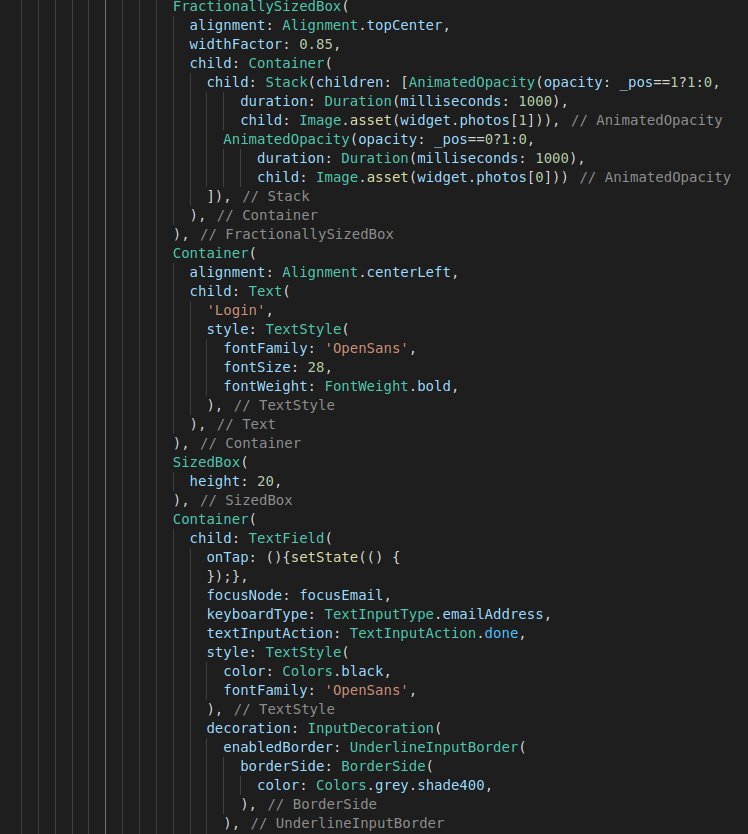 FractionallySizedBox(
alignment: Alignment.topCenter,
widthFactor: 0.85,
child: Container(
child: Stack(children: [AnimatedOpacity(opacity: _pos==1?1:0,
duration: Duration(milliseconds: 1000),
child: Image.asset(widget.photos[1])), // AnimatedOpacity
AnimatedOpacity(opacity: _pos==0?1:0,
duration: Duration(milliseconds: 1000),
child: Image.asset(widget.photos[0])) // AnimatedOpacity
]), // Stack
), // Container
), // FractionallySizedBox
Container(
alignment: Alignment.centerLeft,
child: Text(
'Login',
style: TextStyle(
fontFamily: 'OpenSans',
fontSize: 28,
fontWeight: FontWeight.bold,
), // TextStyle
), // Text
), // Container
SizedBox(
height: 20,
), // SizedBox
Container(
child: TextField(
onTap: (){setState(() {
});},
focusNode: focusEmail,
keyboardType: TextInputType.emailAddress,
textInputAction: TextInputAction.done,
style: TextStyle(
color: Colors.black,
fontFamily: 'OpenSans',
), // TextStyle
decoration: InputDecoration(
enabledBorder: UnderlineInputBorder(
borderSide: BorderSide(
color: Colors.grey.shade400,
), // BorderSide
), // UnderlineInputBorder